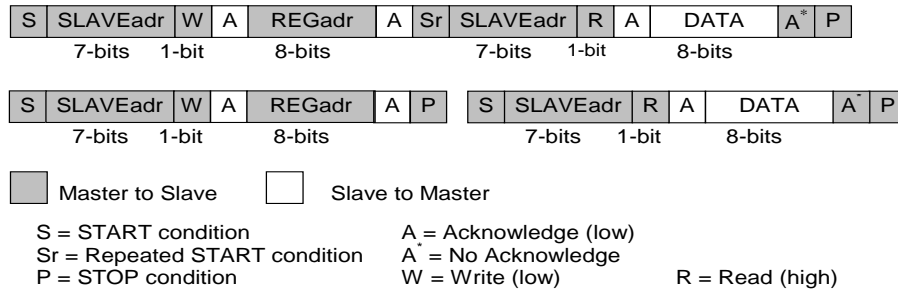 S SLAVEadr W A REGadr A Sr SLAVEadr R A DATA A* P
7-bits 1-bit 8-bits 7-bits 1-bit 8-bits
S SLAVEadr W A REGadr A P S SLAVEadr R A DATA A- P
7-bits 1-bit 8-bits 7-bits 1-bit 8-bits
Master to Slave Slave to Master
S = START condition A = Acknowledge (low)
Sr = Repeated START condition A* = No Acknowledge
P = STOP condition W = Write (low) R = Read (high)